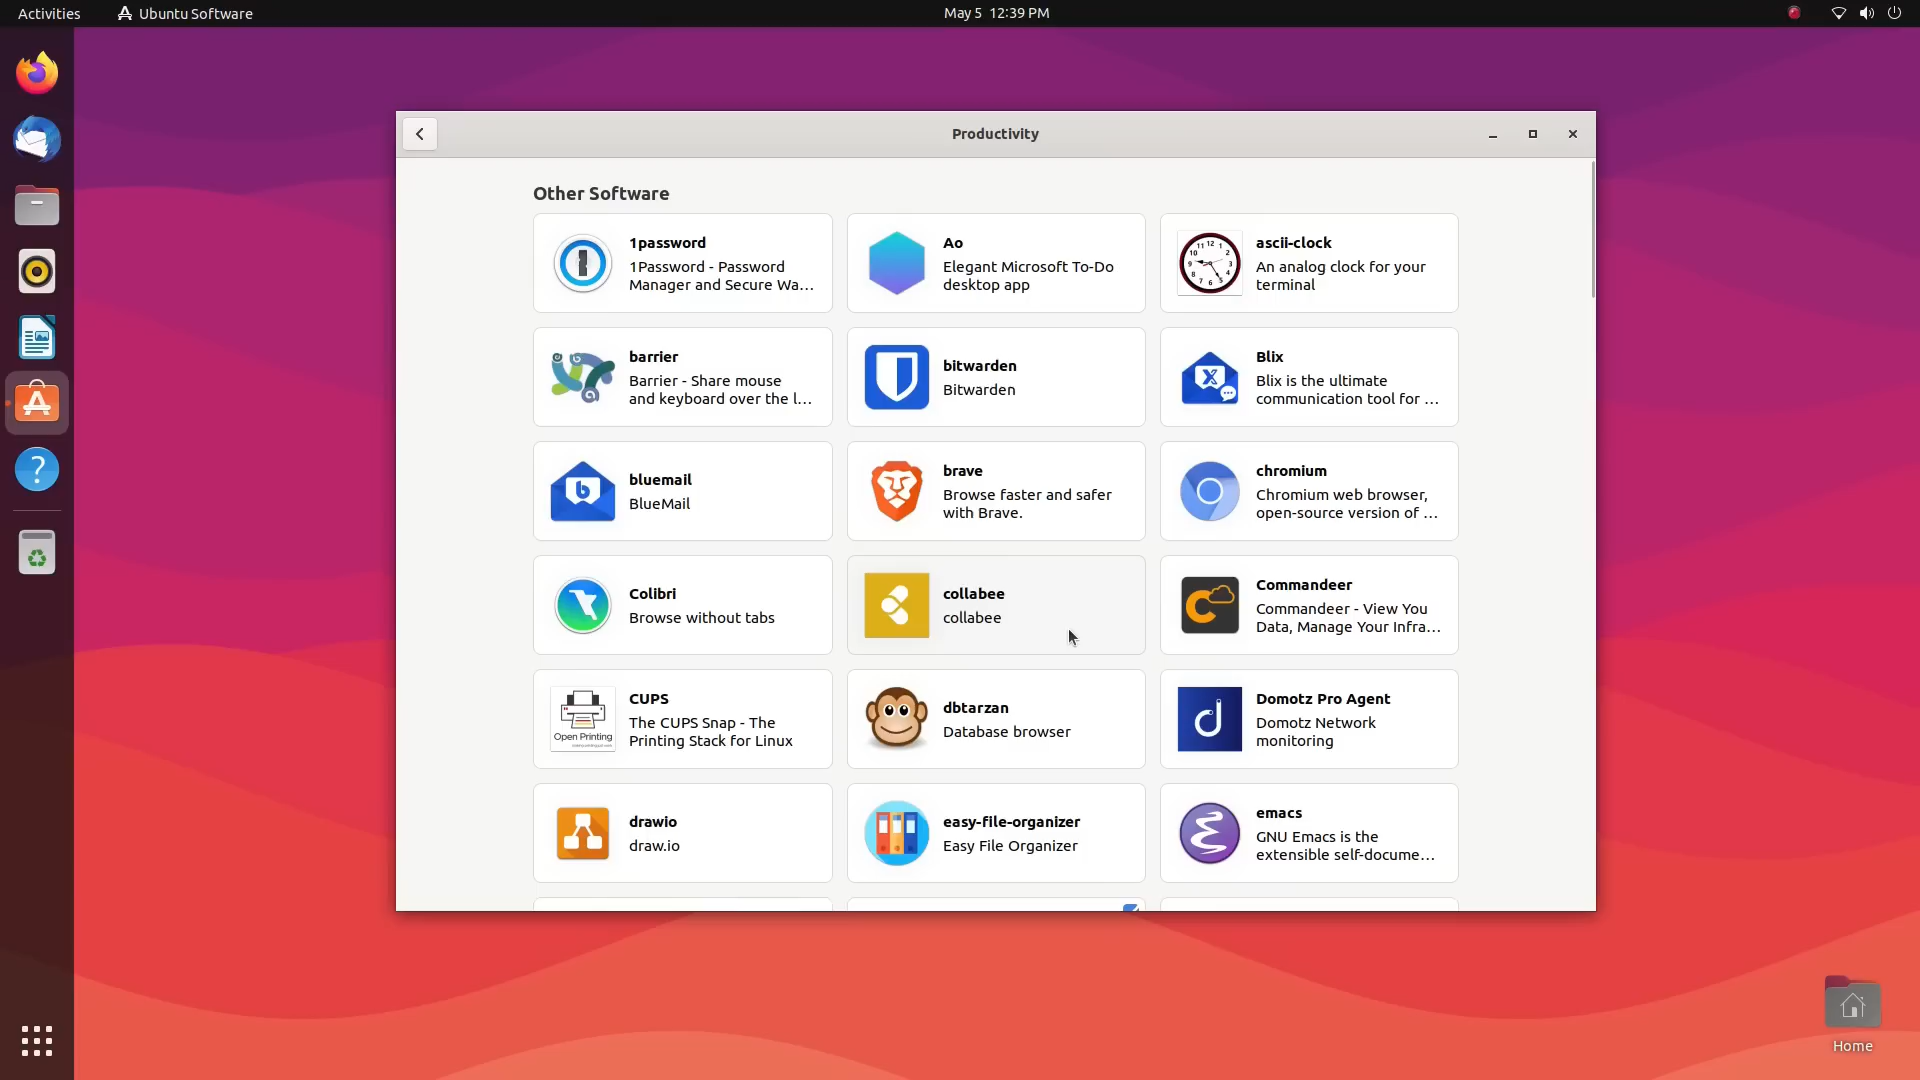 Activities
Ubuntu Software
May 5 12:39 PM
Productivity
Other Software
1password
1Password - Password
Manager and Secure Wa...
Ao
Elegant Microsoft To-Do
desktop app
ascii-clock
An analog clock for your
terminal
barrier
Barrier - Share mouse
and keyboard over the l...
bitwarden
Bitwarden
Blix
Blix is the ultimate
communication tool for ...
bluemail
BlueMail
brave
Browse faster and safer
with Brave.
chromium
Chromium web browser,
open-source version of ...
Colibri
Browse without tabs
collabee
collabee
Commandeer
Commandeer - View You
Data, Manage Your Infra...
Open Printing
CUPS
The CUPS Snap - The
Printing Stack for Linux
dbtarzan
Database browser
Domotz Pro Agent
Domotz Network
monitoring
drawio
draw.io
easy-file-organizer
Easy File Organizer
emacs
GNU Emacs is the
extensible self-docume...
Home